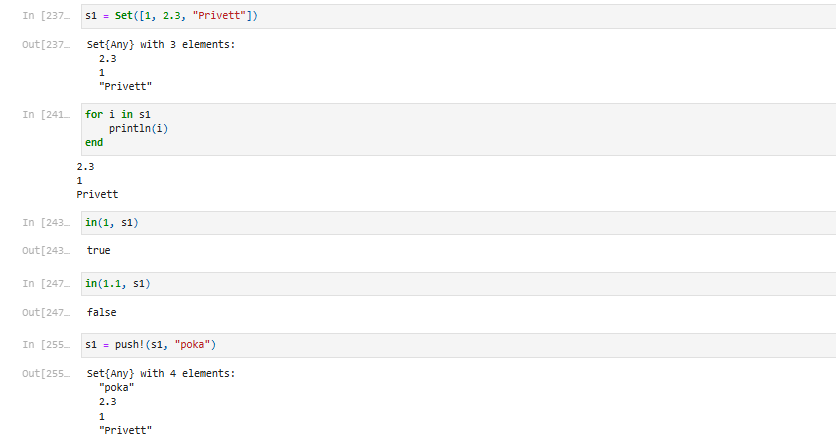 In [237… s1 = Set([1, 2.3, "Privett"])
Out[237… Set{Any} with 3 elements:
2.3
1
"Privett"
In [241… for i in s1
println(i)
end
2.3
1
Privett
In [243… in(1, s1)
Out[243… true
In [247… in(1.1, s1)
Out[247… false
In [255… s1 = push!(s1, "poka")
Out[255… Set{Any} with 4 elements:
"poka"
2.3
1
"Privett"